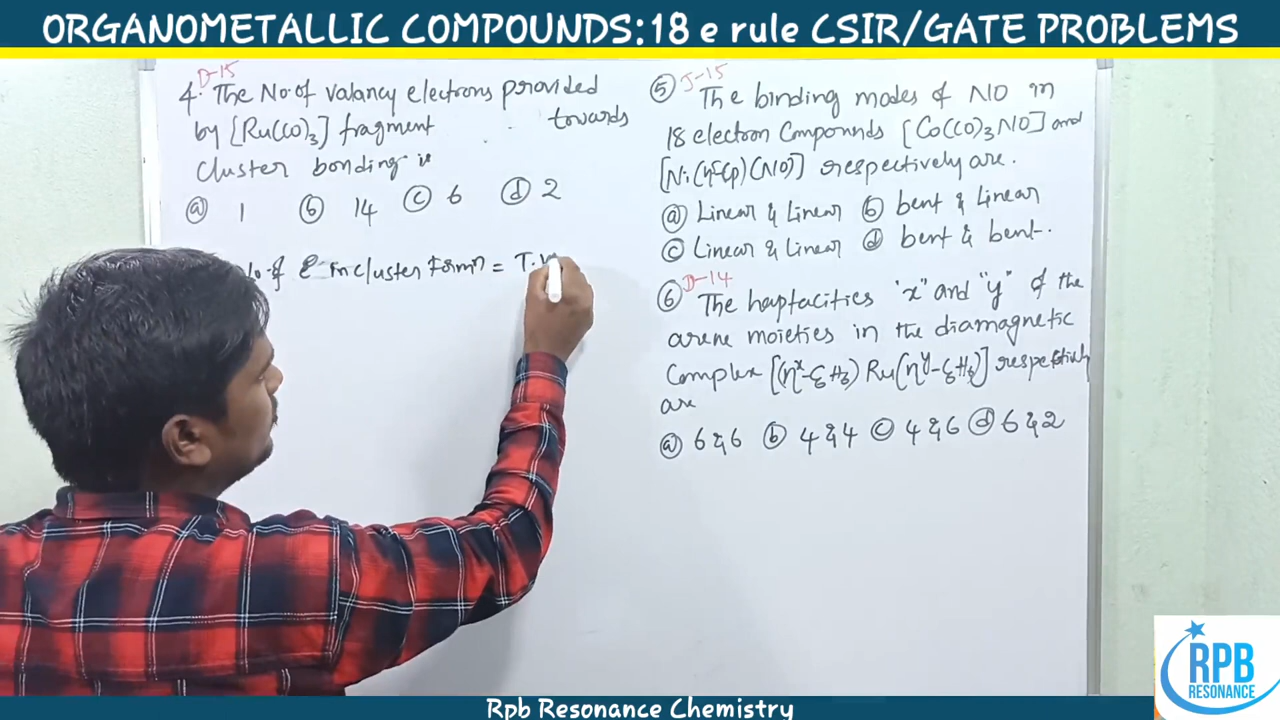 ORGANOMETALLIC COMPOUNDS:18 e rule CSIR/GATE PROBLEMS
D-15
4. The No. of valancy electrons provided
by [Ru(CO)3] fragment towards
cluster bonding is
ⓐ 1 ⓑ 14 ⓒ 6 ⓓ 2
of e in cluster Formn = T.V
J-15
⑤ The binding modes of NO in
18 electron Compounds [Co(CO)3NO] and
[Ni(η5-Cp)(NO)] respectively are.
ⓐ Linear & Linear ⓑ bent & Linear
ⓒ Linear & Linear ⓓ bent & bent.
D-14
⑥ The haptacities 'x' and "y" of the
arene moieties in the diamagnetic
Complex [(ηx-C6H6) Ru(ηy-C6H6)] respectively
are
ⓐ 6 & 6 ⓑ 4 & 4 ⓒ 4 & 6 ⓓ 6 & 2
RPB
RESONANCE
Rpb Resonance Chemistry